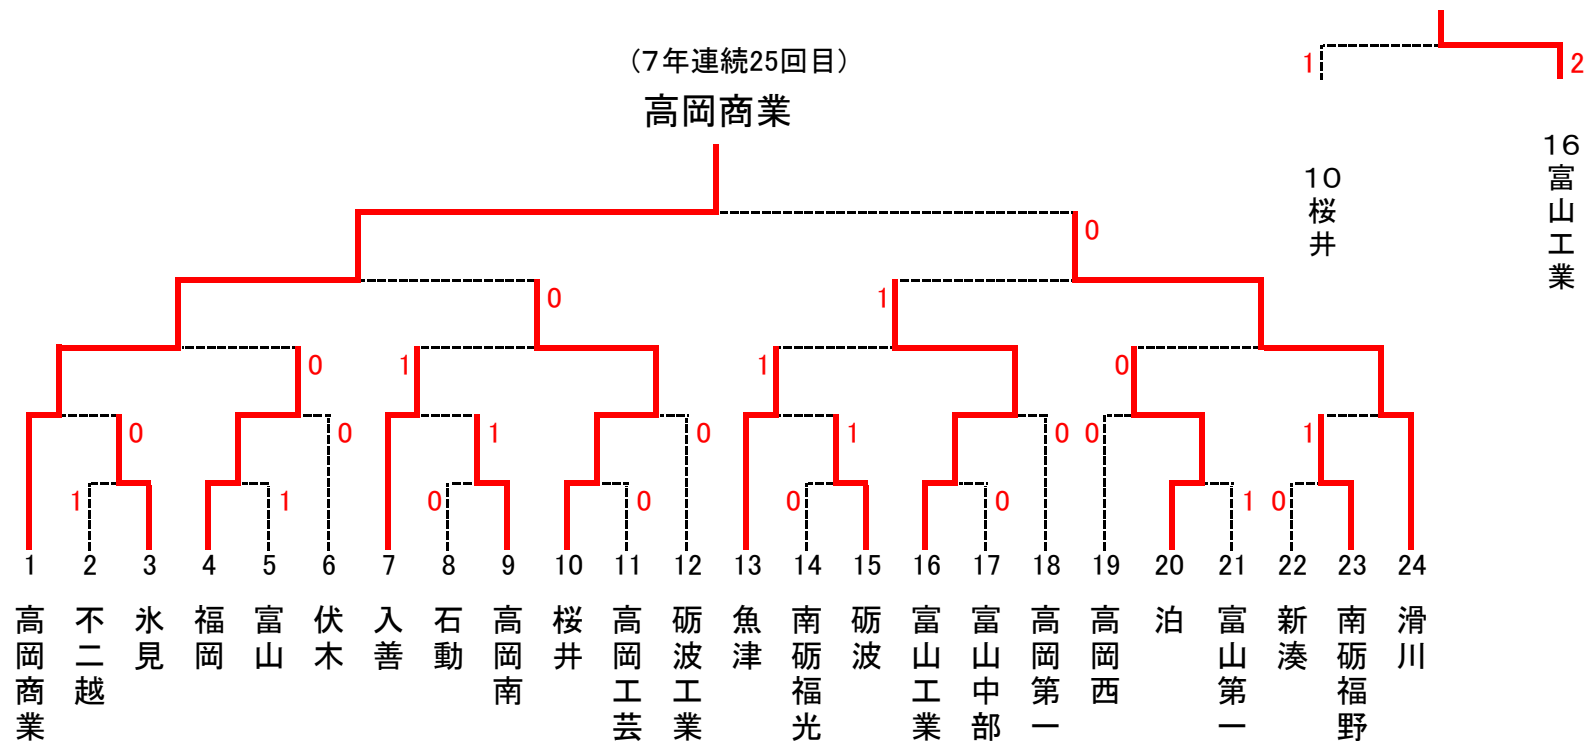 (7年連続25回目)
高岡商業
1
2
10
桜井
16
富山工業
0
0
1
0
1
1
0
0
0
1
0
1
0
0
1
1
1
0
0
0
0
1
0
1
0
1 2 3 4 5 6 7 8 9 10 11 12 13 14 15 16 17 18 19 20 21 22 23 24
高岡商業
不二越
氷見
福岡
富山
伏木
入善
石動
高岡南
桜井
高岡工芸
砺波工業
魚津
南砺福光
砺波
富山工業
富山中部
高岡第一
高岡西
泊
富山第一
新湊
南砺福野
滑川